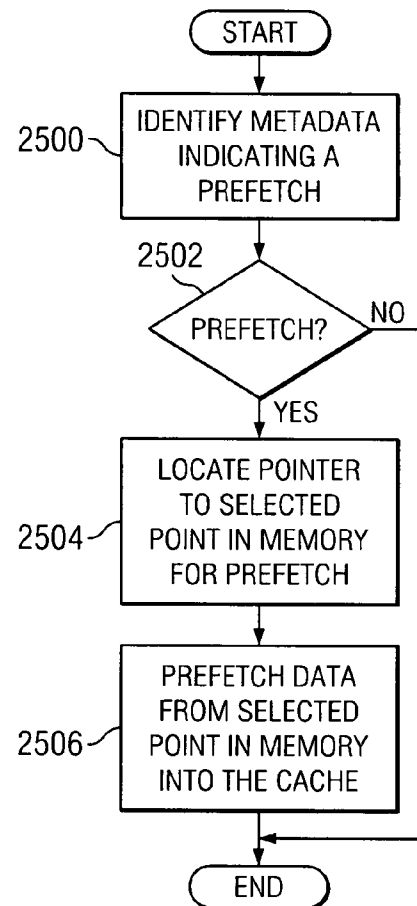 START
2500
IDENTIFY METADATA
INDICATING A
PREFETCH
2502
PREFETCH?
NO
YES
2504
LOCATE POINTER
TO SELECTED
POINT IN MEMORY
FOR PREFETCH
2506
PREFETCH DATA
FROM SELECTED
POINT IN MEMORY
INTO THE CACHE
END